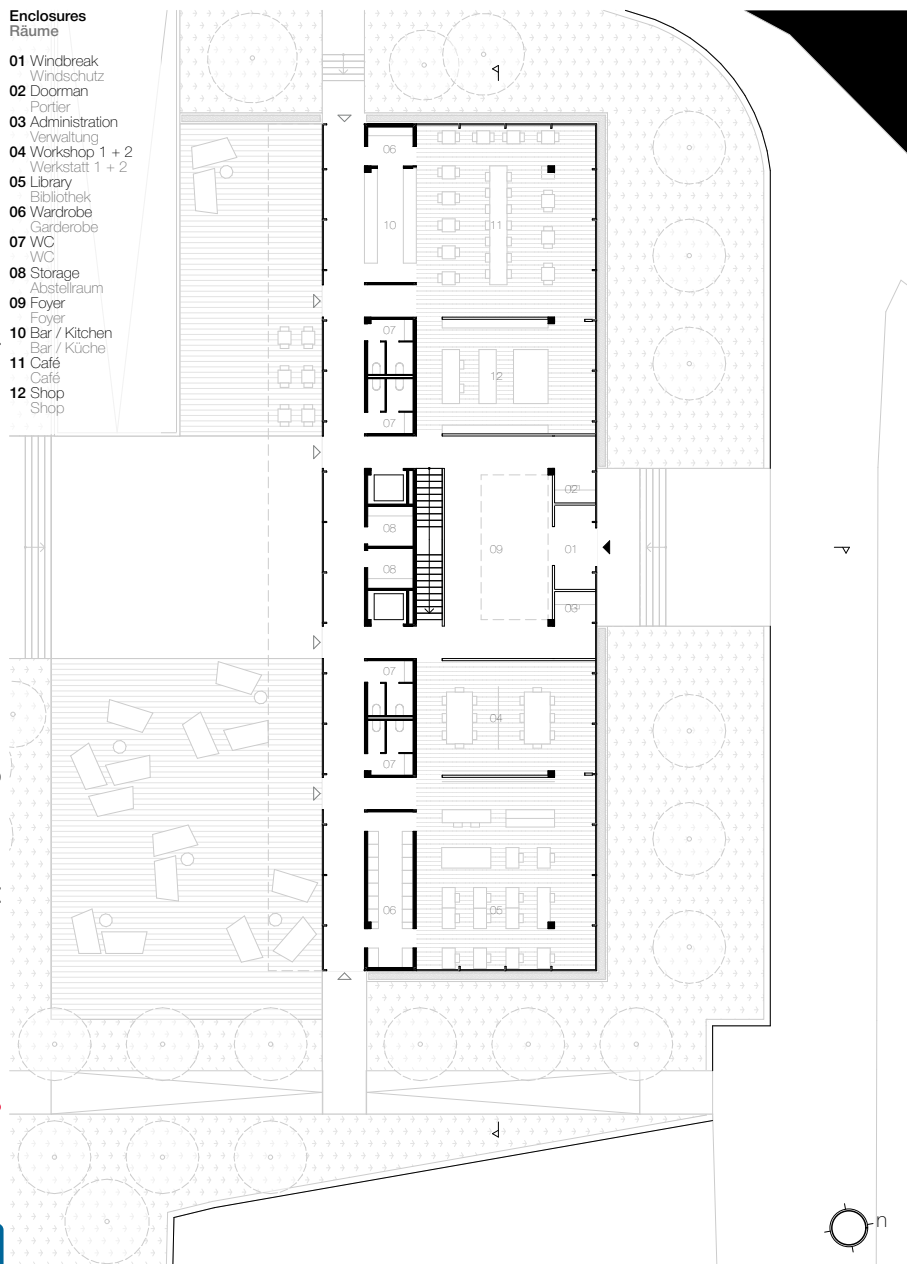 Enclosures
Räume
01 Windbreak
Windschutz
02 Doorman
Portier
03 Administration
Verwaltung
04 Workshop 1 + 2
Werkstatt 1 + 2
05 Library
Bibliothek
06 Wardrobe
Garderobe
07 WC
WC
08 Storage
Abstellraum
09 Foyer
Foyer
10 Bar / Kitchen
Bar / Küche
11 Café
Café
12 Shop
Shop
06
10
11
07
12
07
02
08
09
01
08
03
07
04
07
06
05
n